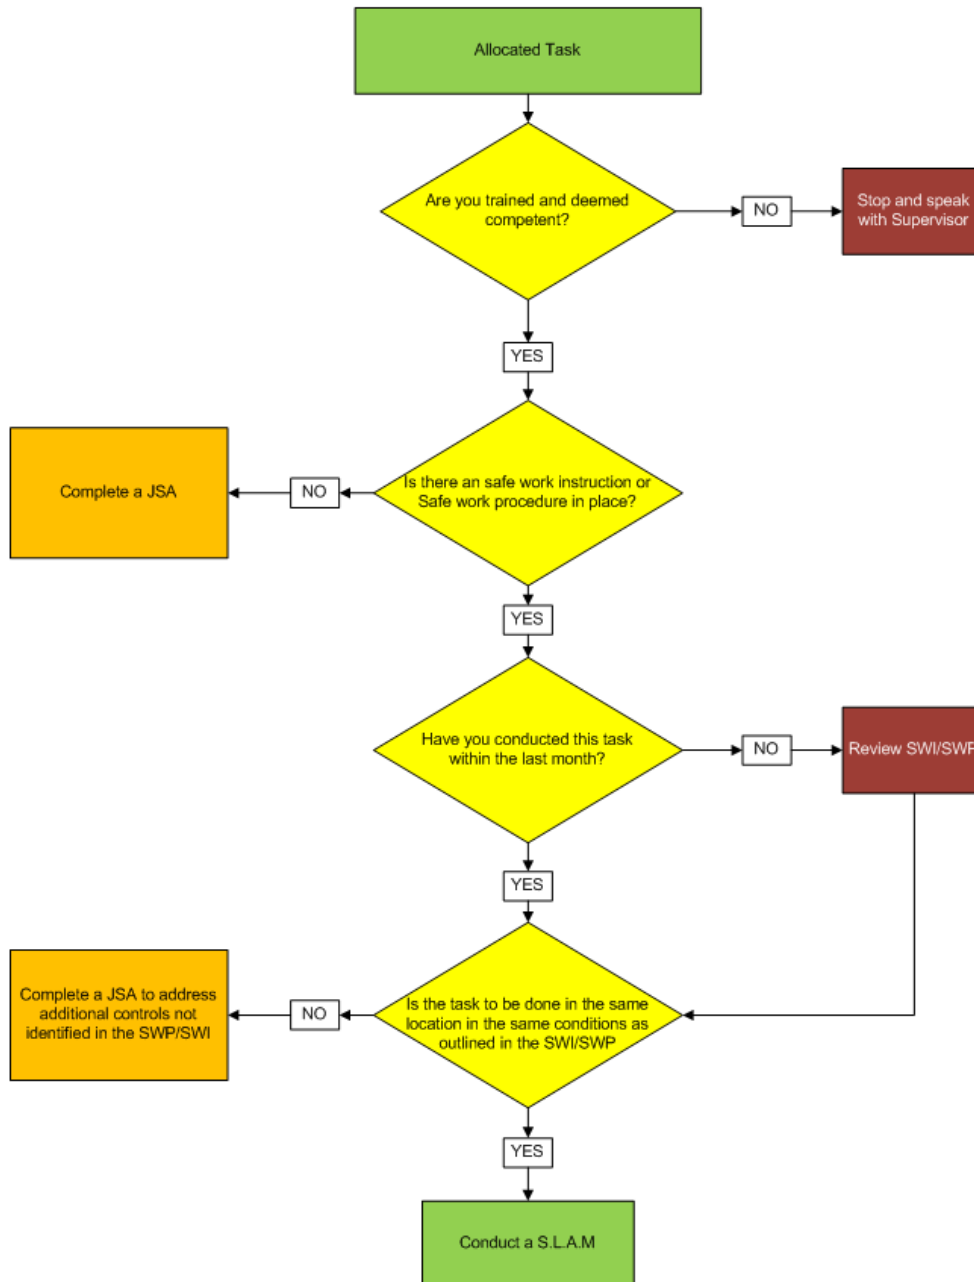 Allocated Task
Are you trained and deemed
competent?
NO
Stop and speak
with Supervisor
YES
Is there an safe work instruction or
Safe work procedure in place?
NO
Complete a JSA
YES
Have you conducted this task
within the last month?
NO
Review SWI/SWP
YES
Is the task to be done in the same
location in the same conditions as
outlined in the SWI/SWP
NO
Complete a JSA to address
additional controls not
identified in the SWP/SWI
YES
Conduct a S.L.A.M